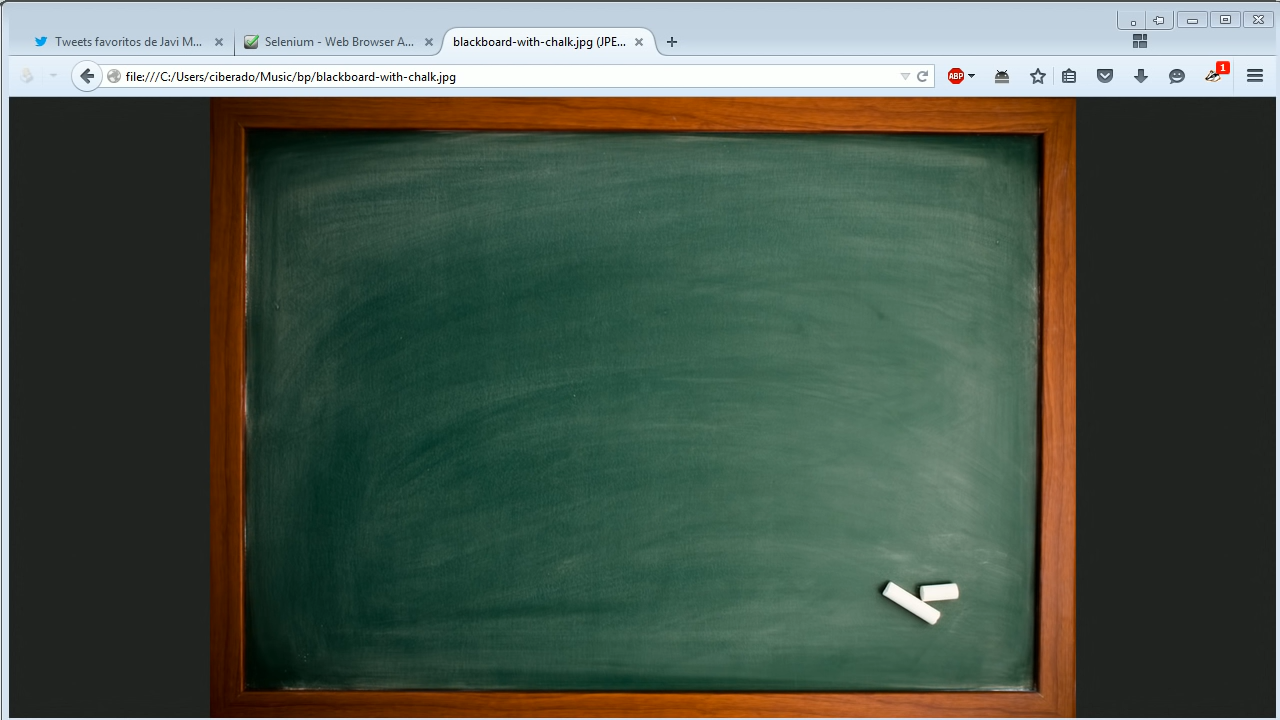 Tweets favoritos de Javi M...
Selenium - Web Browser A...
blackboard-with-chalk.jpg (JPE...
file:///C:/Users/ciberado/Music/bp/blackboard-with-chalk.jpg
ABP
1